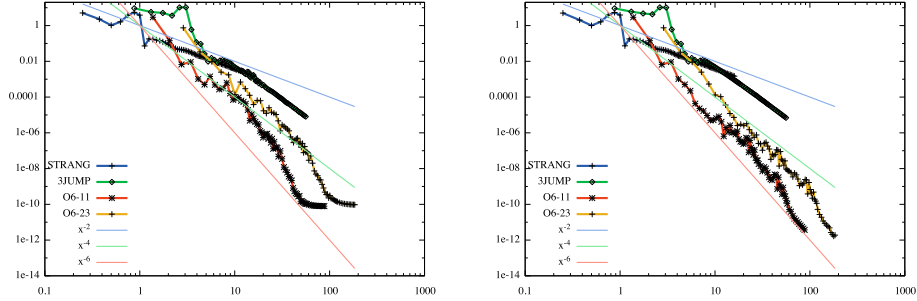 1
0.01
0.0001
1e-06
1e-08
1e-10
1e-12
1e-14
0.1
1
10
100
1000
STRANG
3JUMP
O6-11
O6-23
x-2
x-4
x-6
1
0.01
0.0001
1e-06
1e-08
1e-10
1e-12
1e-14
0.1
1
10
100
1000
STRANG
3JUMP
O6-11
O6-23
x-2
x-4
x-6